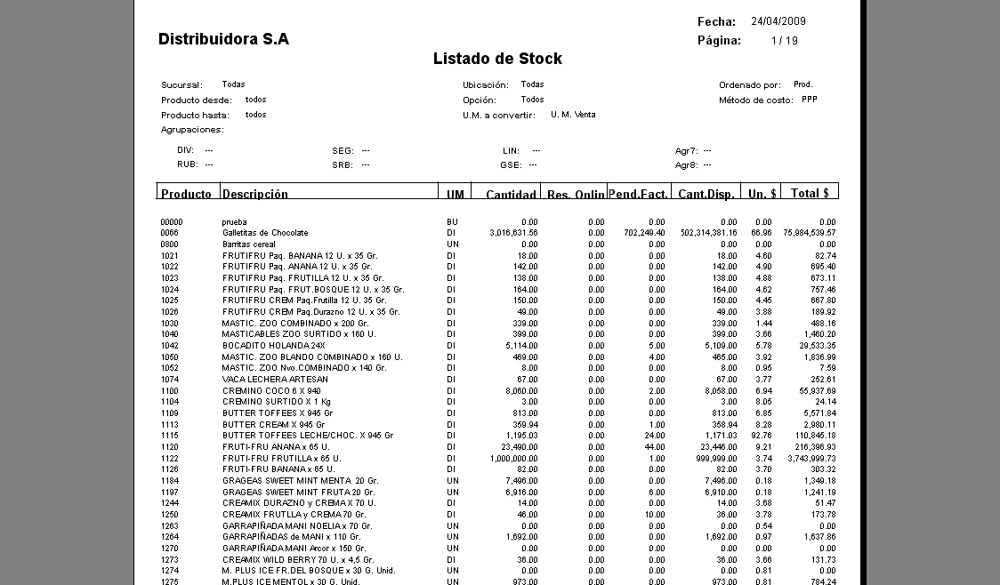 Fecha: 24/04/2009
Distribuidora S.A
Página: 1 / 19
Listado de Stock
Sucursal: Todas Ubicación: Todas Ordenado por: Prod.
Producto desde: todos Opción: Todos Método de costo: PPP
Producto hasta: todos U.M. a convertir: U. M. Venta
Agrupaciones:
DIV: --- SEG: --- LIN: --- Agr7: ---
RUB: --- SRB: --- GSE: --- Agr8: ---
Producto Descripción UM Cantidad Res. Onlin Pend.Fact. Cant.Disp. Un. $ Total $
00000 prueba BU 0.00 0.00 0.00 0.00 0.00 0.00
0066 Galletitas de Chocolate DI 3,016,631.56 0.00 702,249.40 502,314,381.16 66.96 75,984,539.57
0800 Barritas cereal UN 0.00 0.00 0.00 0.00 0.00 0.00
1021 FRUTIFRU Paq. BANANA 12 U. x 35 Gr. DI 18.00 0.00 0.00 18.00 4.60 82.74
1022 FRUTIFRU Paq. ANANA 12 U. x 35 Gr. DI 142.00 0.00 0.00 142.00 4.90 695.40
1023 FRUTIFRU Paq. FRUTILLA 12 U. x 35 Gr. DI 138.00 0.00 0.00 138.00 4.88 673.11
1024 FRUTIFRU Paq. FRUT.BOSQUE 12 U. x 35 Gr. DI 164.00 0.00 0.00 164.00 4.62 757.46
1025 FRUTIFRU CREM Paq.Frutilla 12 U. 35 Gr. DI 150.00 0.00 0.00 150.00 4.45 667.80
1026 FRUTIFRU CREM Paq.Durazno 12 U. x 35 Gr. DI 49.00 0.00 0.00 49.00 3.88 189.92
1030 MASTIC. ZOO COMBINADO x 200 Gr. DI 339.00 0.00 0.00 339.00 1.44 488.16
1040 MASTICABLES ZOO SURTIDO x 160 U. DI 399.00 0.00 0.00 399.00 3.66 1,460.20
1042 BOCADITO HOLANDA 24X DI 5,114.00 0.00 5.00 5,109.00 5.78 29,533.35
1050 MASTIC. ZOO BLANDO COMBINADO x 160 U. DI 469.00 0.00 4.00 465.00 3.92 1,836.99
1052 MASTIC. ZOO Nvo.COMBINADO x 140 Gr. DI 8.00 0.00 0.00 8.00 0.95 7.59
1074 VACA LECHERA ARTESAN DI 67.00 0.00 0.00 67.00 3.77 252.61
1100 CREMINO COCO 6 X 940 DI 8,060.00 0.00 2.00 8,058.00 6.94 55,937.69
1104 CREMINO SURTIDO X 1 Kg DI 3.00 0.00 0.00 3.00 8.05 24.14
1109 BUTTER TOFFEES X 945 Gr DI 813.00 0.00 0.00 813.00 6.85 5,571.84
1113 BUTTER CREAM X 945 Gr DI 359.94 0.00 1.00 358.94 8.28 2,980.11
1115 BUTTER TOFFEES LECHE/CHOC. X 945 Gr DI 1,195.03 0.00 24.00 1,171.03 92.76 110,845.18
1120 FRUTI-FRU ANANA x 65 U. DI 23,490.00 0.00 44.00 23,446.00 9.21 216,396.93
1122 FRUTI-FRU FRUTILLA x 65 U. DI 1,000,000.00 0.00 1.00 999,999.00 3.74 3,743,999.73
1126 FRUTI-FRU BANANA x 65 U. DI 82.00 0.00 0.00 82.00 3.70 303.32
1184 GRAGEAS SWEET MINT MENTA 20 Gr. UN 7,496.00 0.00 0.00 7,496.00 0.18 1,349.18
1197 GRAGEAS SWEET MINT FRUTA 20 Gr. UN 6,916.00 0.00 6.00 6,910.00 0.18 1,241.19
1244 CREAMIX DURAZNO y CREMA X 70 U. DI 14.00 0.00 0.00 14.00 3.68 51.47
1250 CREAMIX FRUTLLA y CREMA 70 Gr. DI 46.00 0.00 10.00 36.00 3.78 173.78
1263 GARRAPIÑADA MANI NOELIA x 70 Gr. UN 0.00 0.00 0.00 0.00 0.54 0.00
1264 GARRAPIÑADAS de MANI x 110 Gr. UN 1,692.00 0.00 0.00 1,692.00 0.97 1,637.86
1270 GARRAPIÑADA MANI Arcor x 150 Gr. UN 0.00 0.00 0.00 0.00 0.00 0.00
1273 CREAMIX WILD BERRY 70 U. x 4,5 Gr. DI 36.00 0.00 0.00 36.00 3.66 131.73
1274 M. PLUS ICE FR.DEL BOSQUE x 30 G. Unid. UN 0.00 0.00 0.00 0.00 0.81 0.00
1275 M.PLUS ICE MENTOL x 30 G. Unid. UN 973.00 0.00 0.00 973.00 0.81 784.24